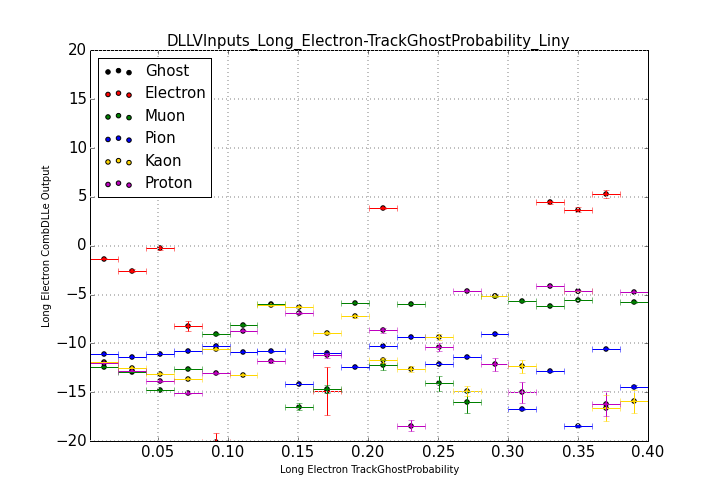 DLLVInputs_Long_Electron-TrackGhostProbability_Liny
20
15
10
5
0
−5
−10
−15
−20
Long Electron CombDLLe Output
Ghost
Electron
Muon
Pion
Kaon
Proton
0.05 0.10 0.15 0.20 0.25 0.30 0.35 0.40
Long Electron TrackGhostProbability